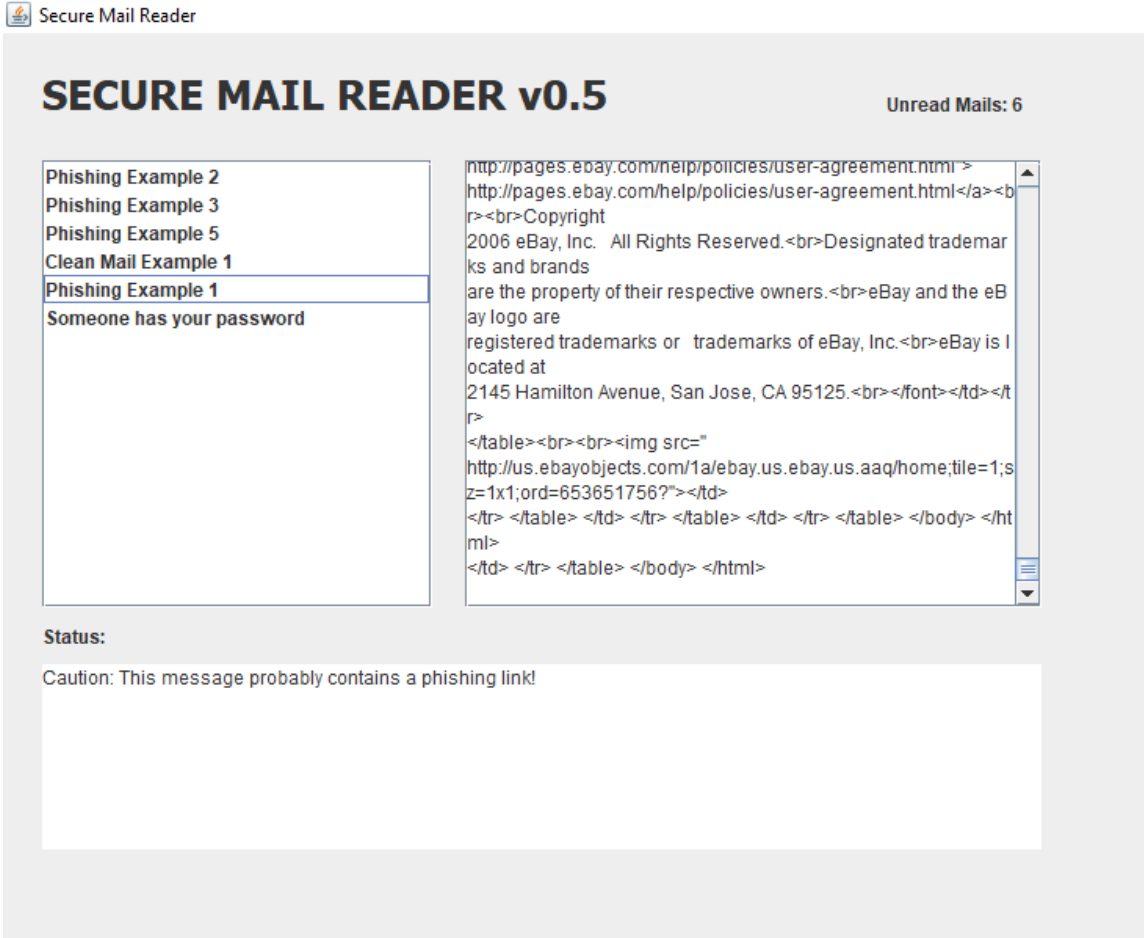 Secure Mail Reader
SECURE MAIL READER v0.5
Unread Mails: 6
Phishing Example 2
Phishing Example 3
Phishing Example 5
Clean Mail Example 1
Phishing Example 1
Someone has your password
http://pages.ebay.com/help/policies/user-agreement.html">
http://pages.ebay.com/help/policies/user-agreement.html</a><b
r><br>Copyright
2006 eBay, Inc.   All Rights Reserved.<br>Designated trademar
ks and brands
are the property of their respective owners.<br>eBay and the eB
ay logo are
registered trademarks or   trademarks of eBay, Inc.<br>eBay is l
ocated at
2145 Hamilton Avenue, San Jose, CA 95125.<br></font></td></t
r>
</table><br><br><img src="
http://us.ebayobjects.com/1a/ebay.us.ebay.us.aaq/home;tile=1;s
z=1x1;ord=653651756?"></td>
</tr> </table> </td> </tr> </table> </td> </tr> </table> </body> </ht
ml>
</td> </tr> </table> </body> </html>
Status:
Caution: This message probably contains a phishing link!